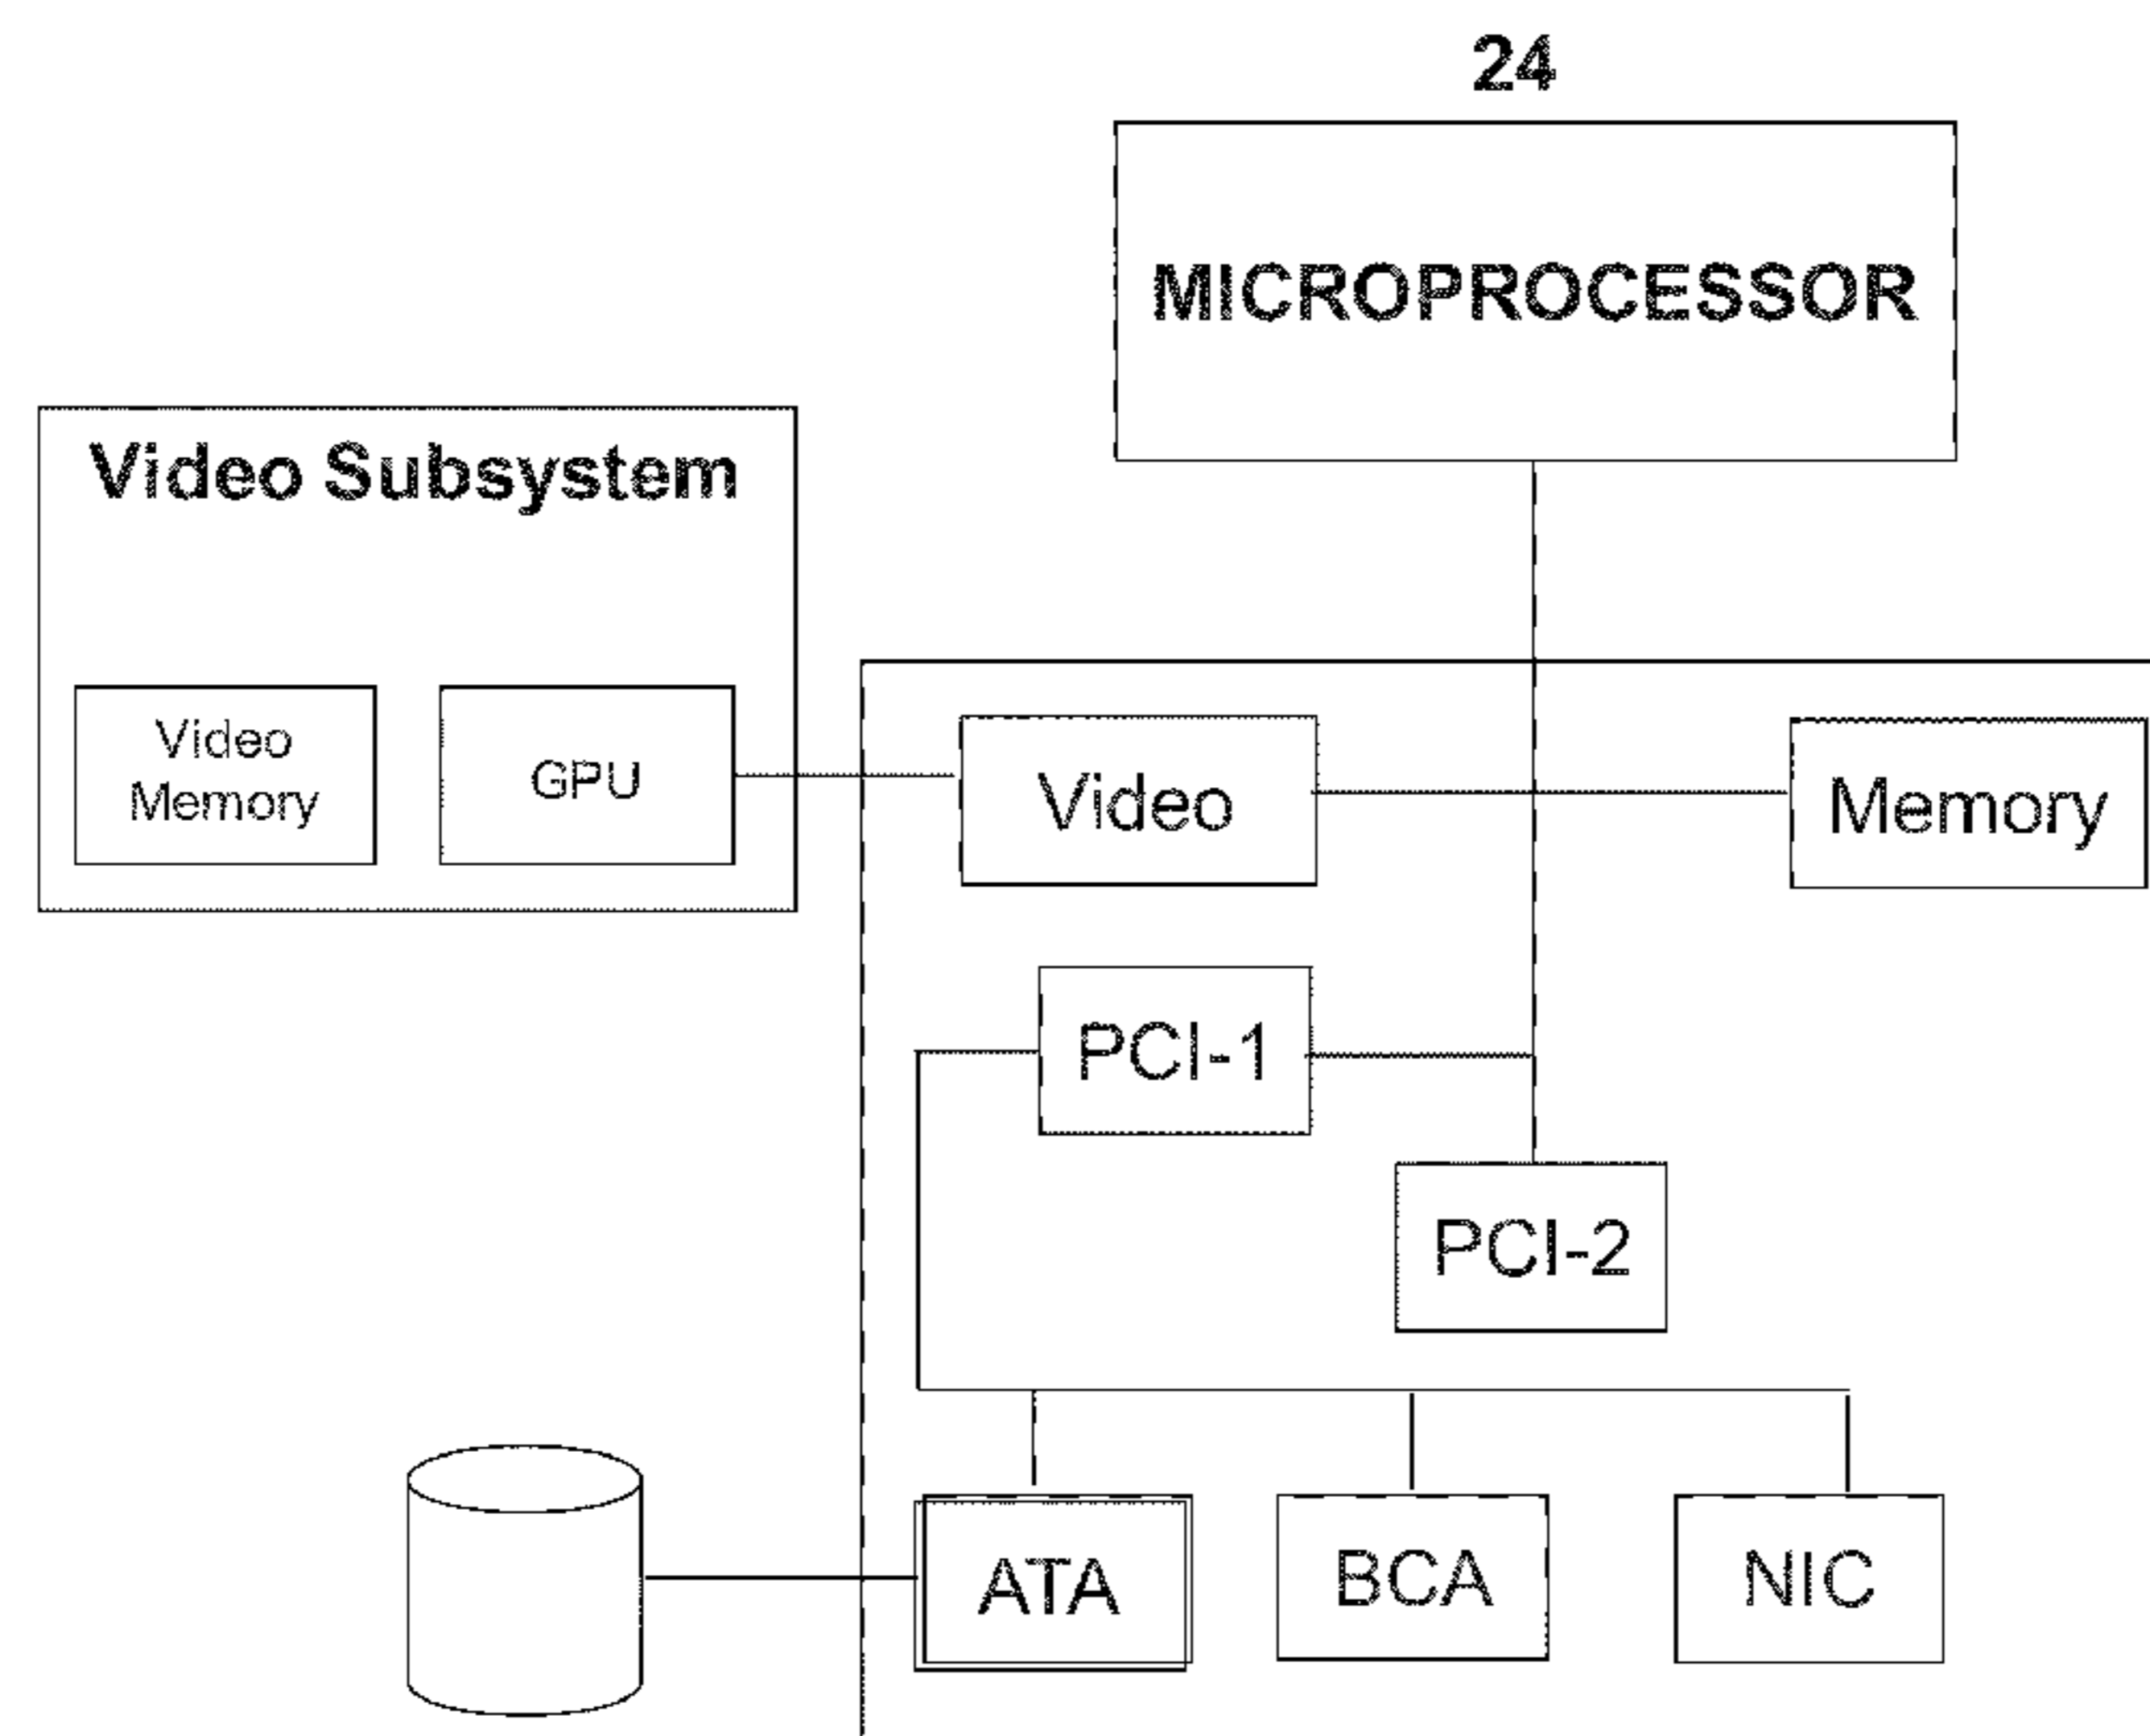 24
MICROPROCESSOR
Video Subsystem
Video
Memory
GPU
Video
Memory
PCI-1
PCI-2
ATA
BCA
NIC